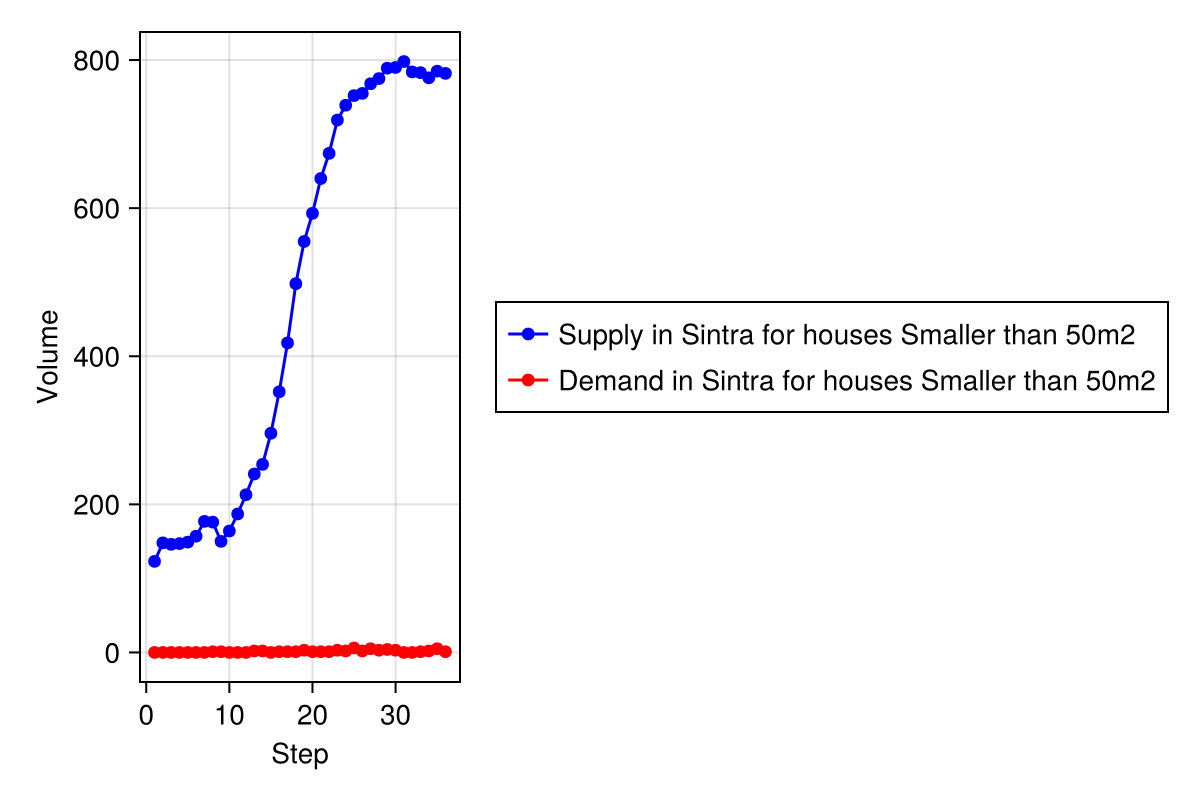 800
600
400
200
0
Volume
0 10 20 30
Step
Supply in Sintra for houses Smaller than 50m2
Demand in Sintra for houses Smaller than 50m2